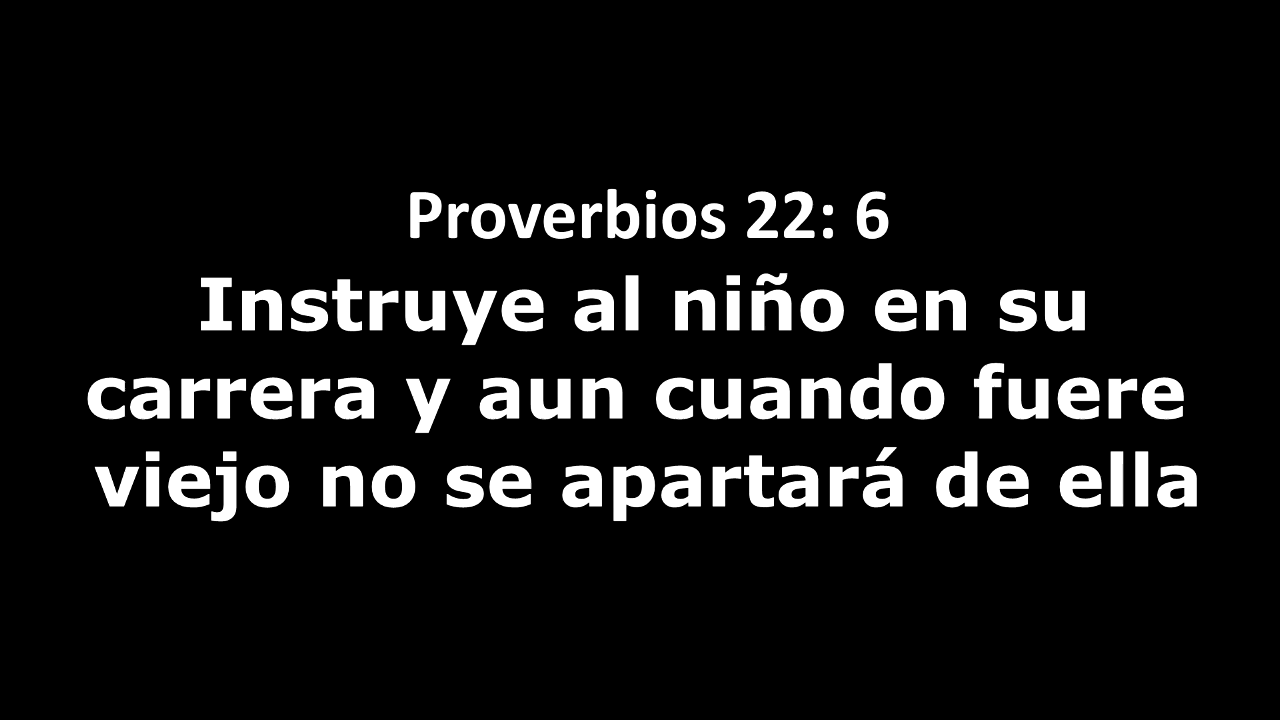 Proverbios 22: 6
Instruye al niño en su
carrera y aun cuando fuere
viejo no se apartará de ella